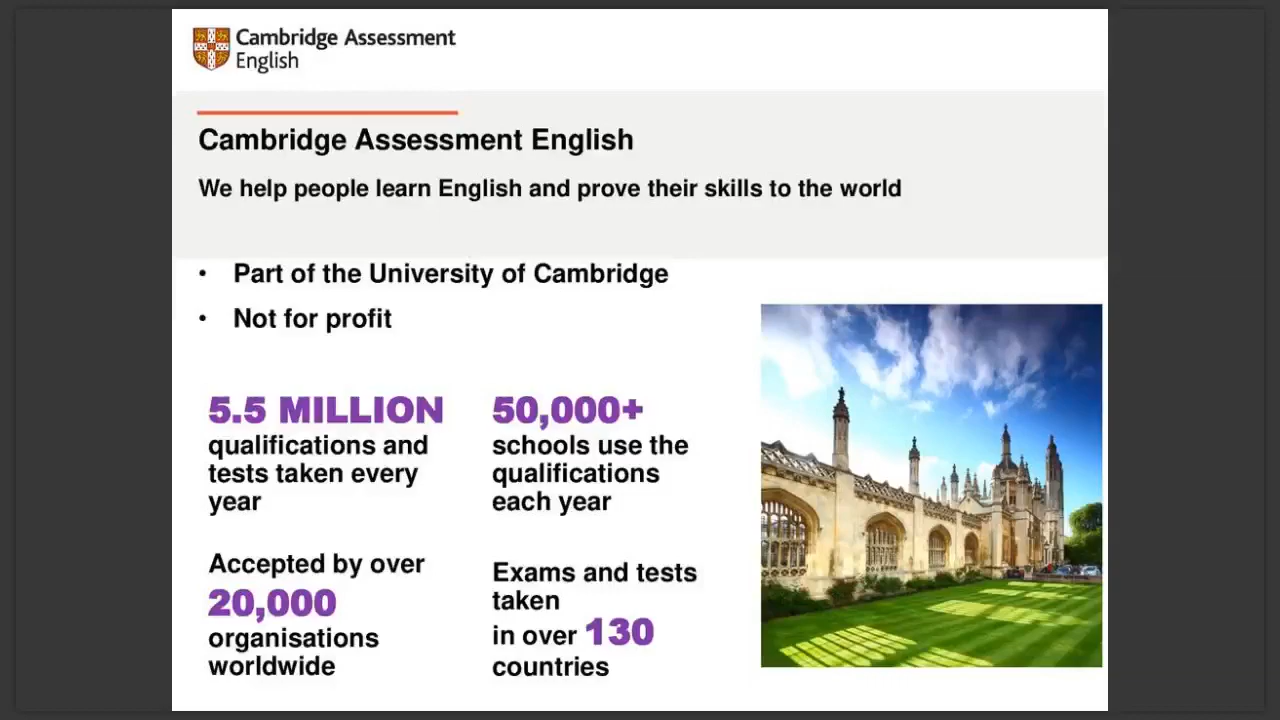 Cambridge Assessment
English
Cambridge Assessment English
We help people learn English and prove their skills to the world
• Part of the University of Cambridge
• Not for profit
5.5 MILLION
qualifications and
tests taken every
year
50,000+
schools use the
qualifications
each year
Accepted by over
20,000
organisations
worldwide
Exams and tests
taken
in over 130
countries